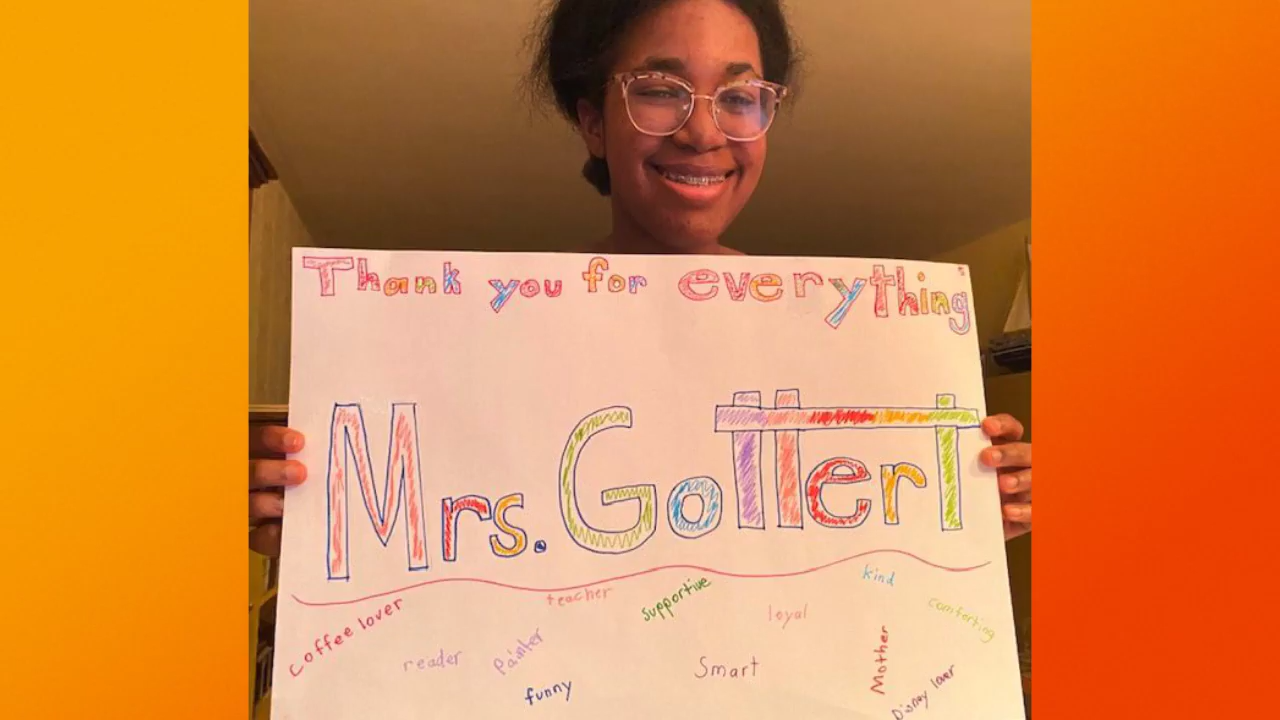 Thank you for everything
Mrs. Gottert
kind
teacher
supportive
coffee lover
loyal
comforting
reader
painter
Smart
Mother
funny
Disney lover